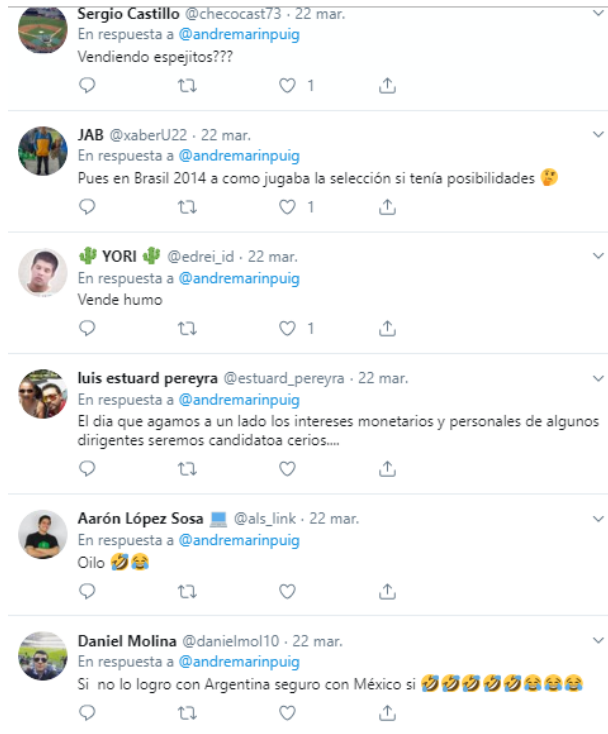 Sergio Castillo @checocast73 · 22 mar.
En respuesta a @andremarinpuig
Vendiendo espejitos???
1
JAB @xaberU22 · 22 mar.
En respuesta a @andremarinpuig
Pues en Brasil 2014 a como jugaba la selección si tenía posibilidades 🤔
1
🌵 YORI 🌵 @edrei_id · 22 mar.
En respuesta a @andremarinpuig
Vende humo
1
luis estuard pereyra @estuard_pereyra · 22 mar.
En respuesta a @andremarinpuig
El dia que agamos a un lado los intereses monetarios y personales de algunos
dirigentes seremos candidatoa cerios....
Aarón López Sosa 💻 @als_link · 22 mar.
En respuesta a @andremarinpuig
Oilo 🤣😂
Daniel Molina @danielmol10 · 22 mar.
En respuesta a @andremarinpuig
Si no lo logro con Argentina seguro con México si 🤣🤣🤣🤣🤣😂😂😂